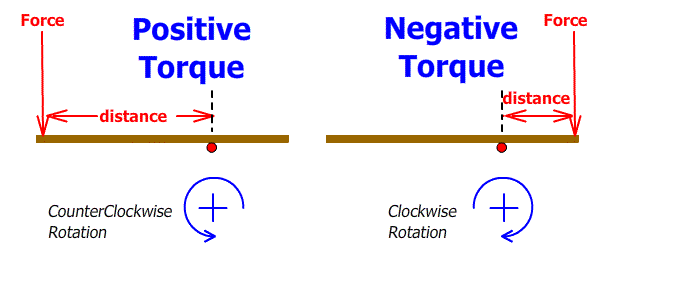 Force
Positive
Torque
distance
CounterClockwise
Rotation
Negative
Torque
Force
distance
Clockwise
Rotation